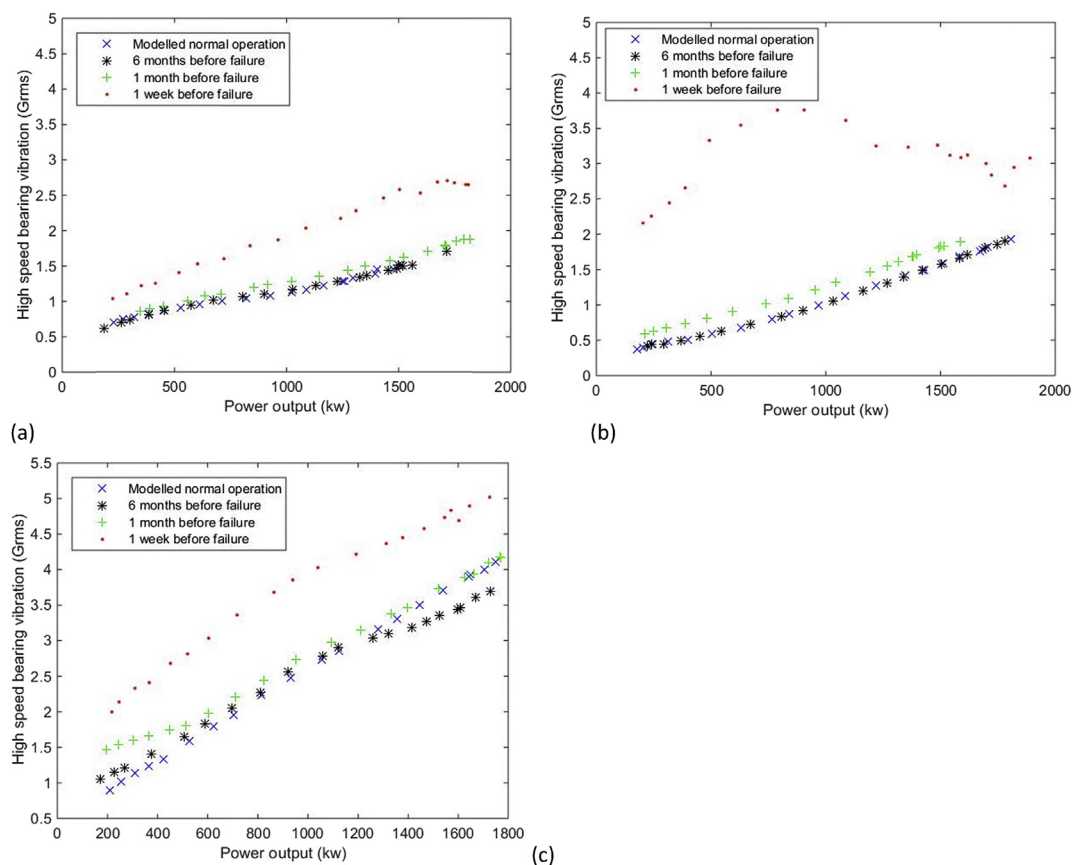 5
4.5
4
3.5
3
2.5
2
1.5
1
0.5
0
High speed bearing vibration (Grms)
Modelled normal operation
6 months before failure
1 month before failure
1 week before failure
0 500 1000 1500 2000
Power output (kw)
(a)
5
4.5
4
3.5
3
2.5
2
1.5
1
0.5
0
High speed bearing vibration (Grms)
Modelled normal operation
6 months before failure
1 month before failure
1 week before failure
0 500 1000 1500 2000
Power output (kw)
(b)
5.5
5
4.5
4
3.5
3
2.5
2
1.5
1
0.5
High speed bearing vibration (Grms)
Modelled normal operation
6 months before failure
1 month before failure
1 week before failure
0 200 400 600 800 1000 1200 1400 1600 1800
Power output (kw)
(c)